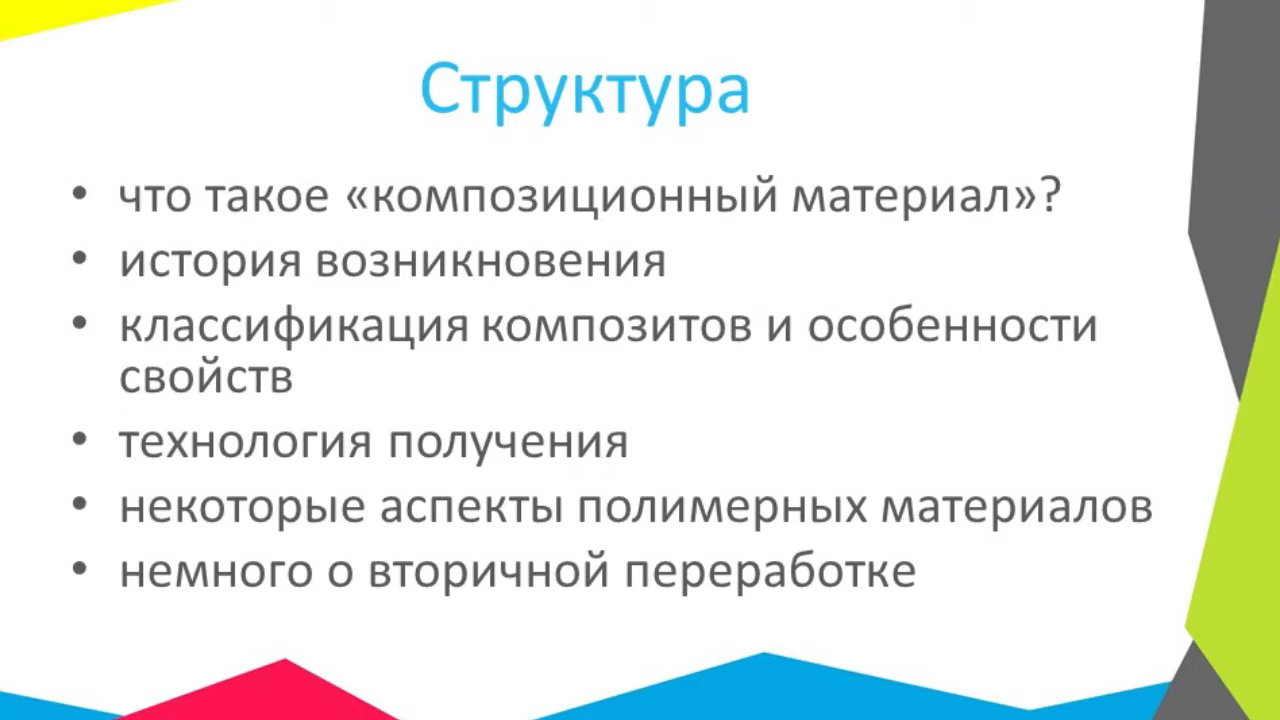 Структура
• что такое «композиционный материал»?
• история возникновения
• классификация композитов и особенности
свойств
• технология получения
• некоторые аспекты полимерных материалов
• немного о вторичной переработке